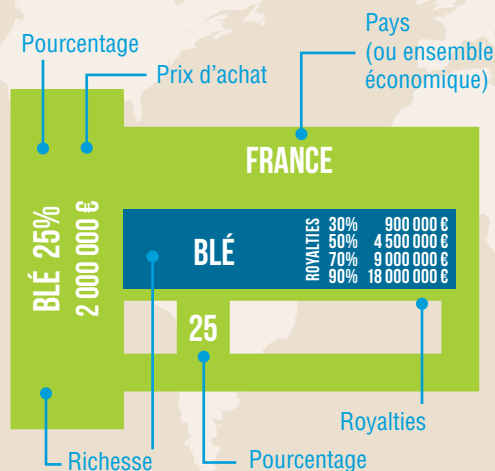 Pourcentage
Prix d'achat
Pays
(ou ensemble
économique)
BLÉ 25%
2 000 000 €
FRANCE
BLÉ
ROYALTIES
30% 900 000 €
50% 4 500 000 €
70% 9 000 000 €
90% 18 000 000 €
25
Royalties
Richesse
Pourcentage